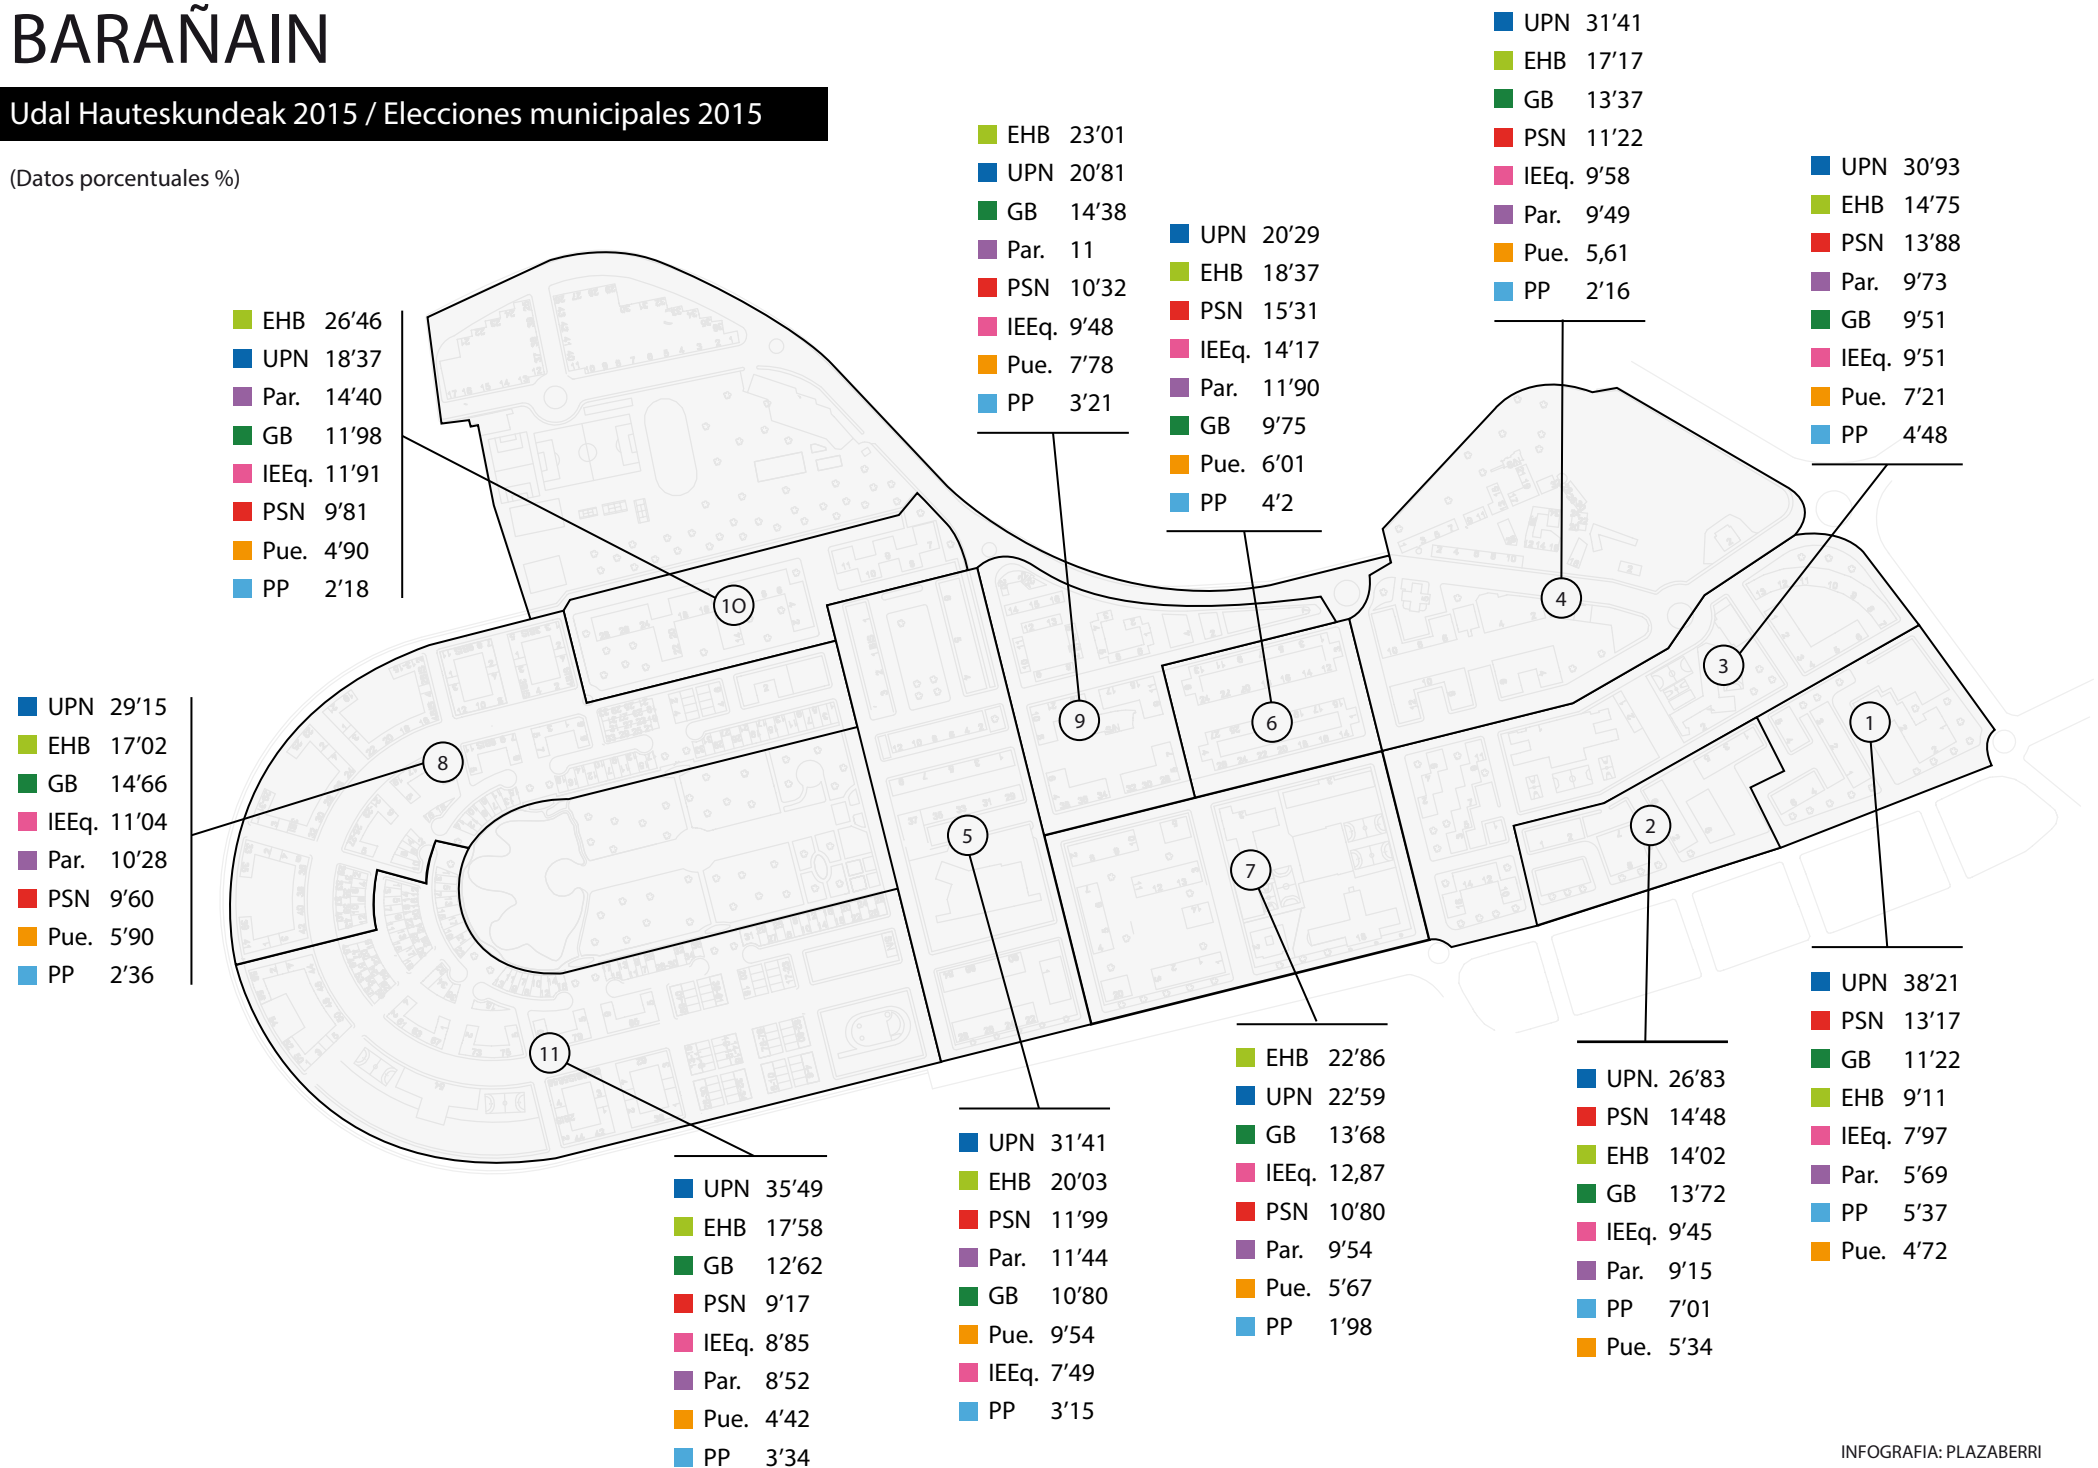 BARAÑAIN
Udal Hauteskundeak 2015 / Elecciones municipales 2015
(Datos porcentuales %)
EHB 26’46
UPN 18’37
Par. 14’40
GB 11’98
IEEq. 11’91
PSN 9’81
Pue. 4’90
PP 2’18
EHB 23’01
UPN 20’81
GB 14’38
Par. 11
PSN 10’32
IEEq. 9’48
Pue. 7’78
PP 3’21
UPN 20’29
EHB 18’37
PSN 15’31
IEEq. 14’17
Par. 11’90
GB 9’75
Pue. 6’01
PP 4’2
UPN 31’41
EHB 17’17
GB 13’37
PSN 11’22
IEEq. 9’58
Par. 9’49
Pue. 5,61
PP 2’16
UPN 30’93
EHB 14’75
PSN 13’88
Par. 9’73
GB 9’51
IEEq. 9’51
Pue. 7’21
PP 4’48
UPN 29’15
EHB 17’02
GB 14’66
IEEq. 11’04
Par. 10’28
PSN 9’60
Pue. 5’90
PP 2’36
10
4
3
9
6
1
8
5
2
7
11
UPN 35’49
EHB 17’58
GB 12’62
PSN 9’17
IEEq. 8’85
Par. 8’52
Pue. 4’42
PP 3’34
UPN 31’41
EHB 20’03
PSN 11’99
Par. 11’44
GB 10’80
Pue. 9’54
IEEq. 7’49
PP 3’15
EHB 22’86
UPN 22’59
GB 13’68
IEEq. 12,87
PSN 10’80
Par. 9’54
Pue. 5’67
PP 1’98
UPN. 26’83
PSN 14’48
EHB 14’02
GB 13’72
IEEq. 9’45
Par. 9’15
PP 7’01
Pue. 5’34
UPN 38’21
PSN 13’17
GB 11’22
EHB 9’11
IEEq. 7’97
Par. 5’69
PP 5’37
Pue. 4’72
INFOGRAFIA: PLAZABERRI